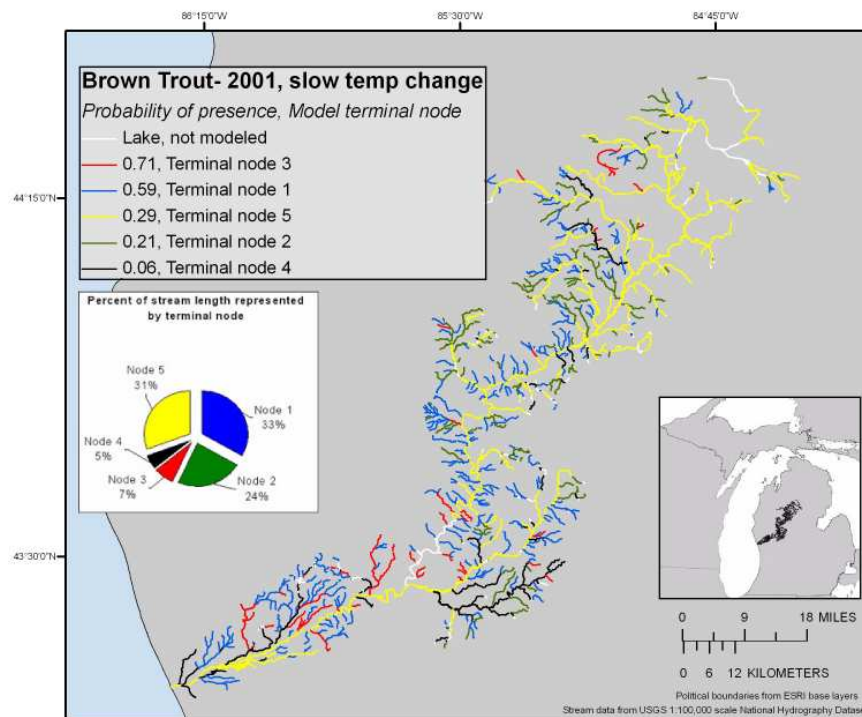 86°15'0"W
85°30'0"W
84°45'0"W
Brown Trout- 2001, slow temp change
Probability of presence, Model terminal node
Lake, not modeled
0.71, Terminal node 3
0.59, Terminal node 1
0.29, Terminal node 5
0.21, Terminal node 2
0.06, Terminal node 4
44°15'0"N
Percent of stream length represented
by terminal node
Node 5
31%
Node 1
33%
Node 4
5%
Node 3
7%
Node 2
24%
43°30'0"N
0 9 18 MILES
0 6 12 KILOMETERS
Political boundaries from ESRI base layers
Stream data from USGS 1:100,000 scale National Hydrography Datase